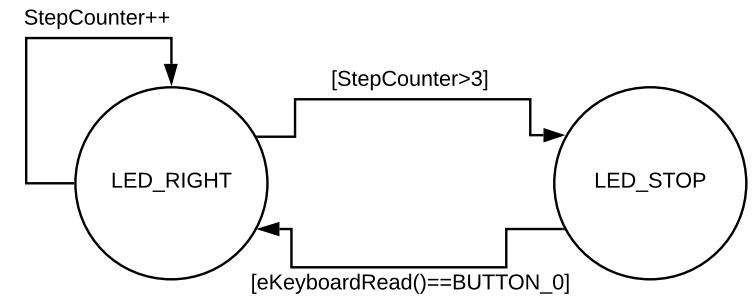 StepCounter++
[StepCounter>3]
LED_RIGHT
LED_STOP
[eKeyboardRead()==BUTTON_0]